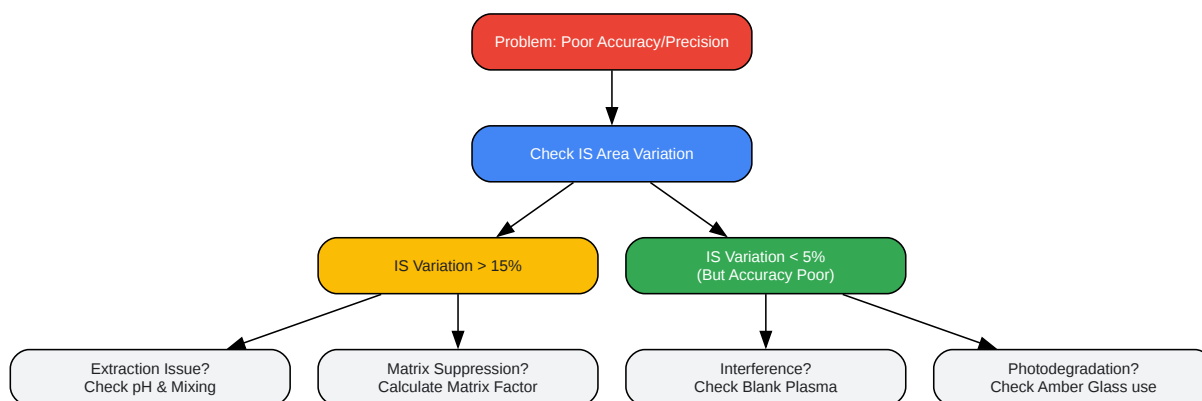 Problem: Poor Accuracy/Precision
Check IS Area Variation
IS Variation > 15%
IS Variation < 5%
(But Accuracy Poor)
Extraction Issue?
Check pH & Mixing
Matrix Suppression?
Calculate Matrix Factor
Interference?
Check Blank Plasma
Photodegradation?
Check Amber Glass use